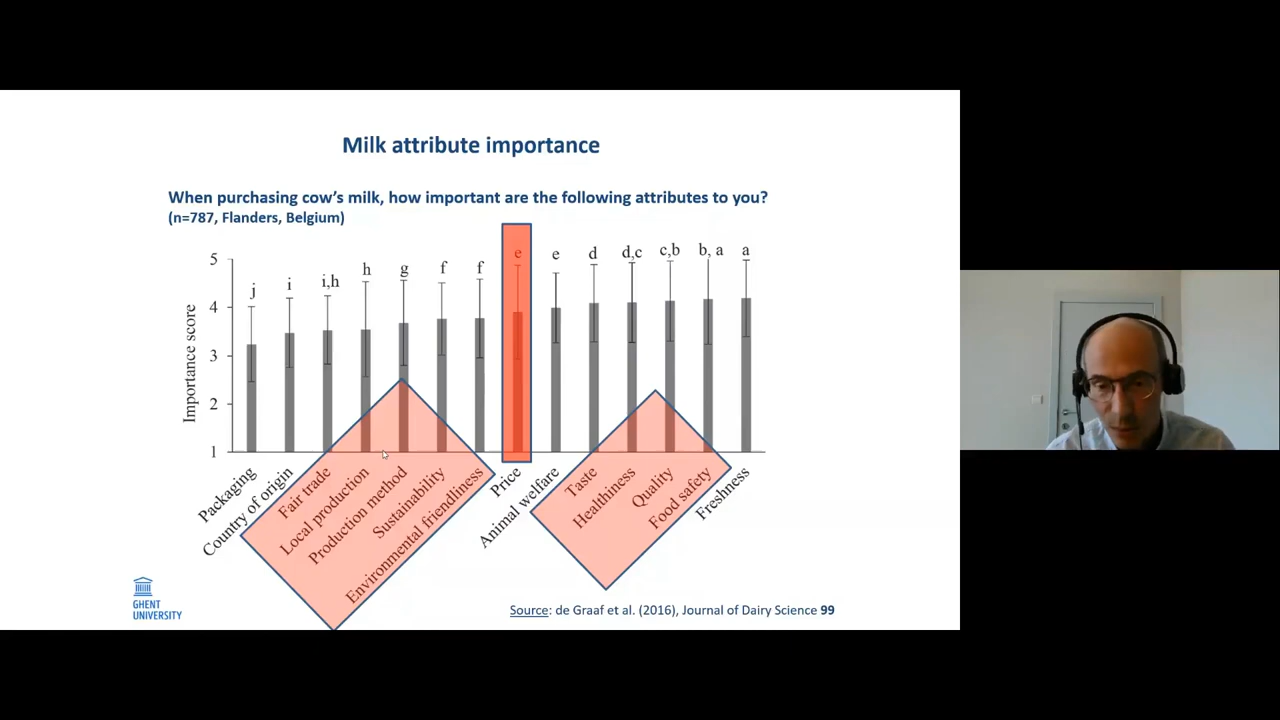 Milk attribute importance
When purchasing cow's milk, how important are the following attributes to you?
(n=787, Flanders, Belgium)
Importance score
5
4
3
2
1
j
i
i,h
h
g
f
f
e
e
d
d,c
c,b
b, a
a
Packaging
Country of origin
Fair trade
Local production
Production method
Sustainability
Environmental friendliness
Price
Animal welfare
Taste
Healthiness
Quality
Food safety
Freshness
GHENT
UNIVERSITY
Source: de Graaf et al. (2016), Journal of Dairy Science 99